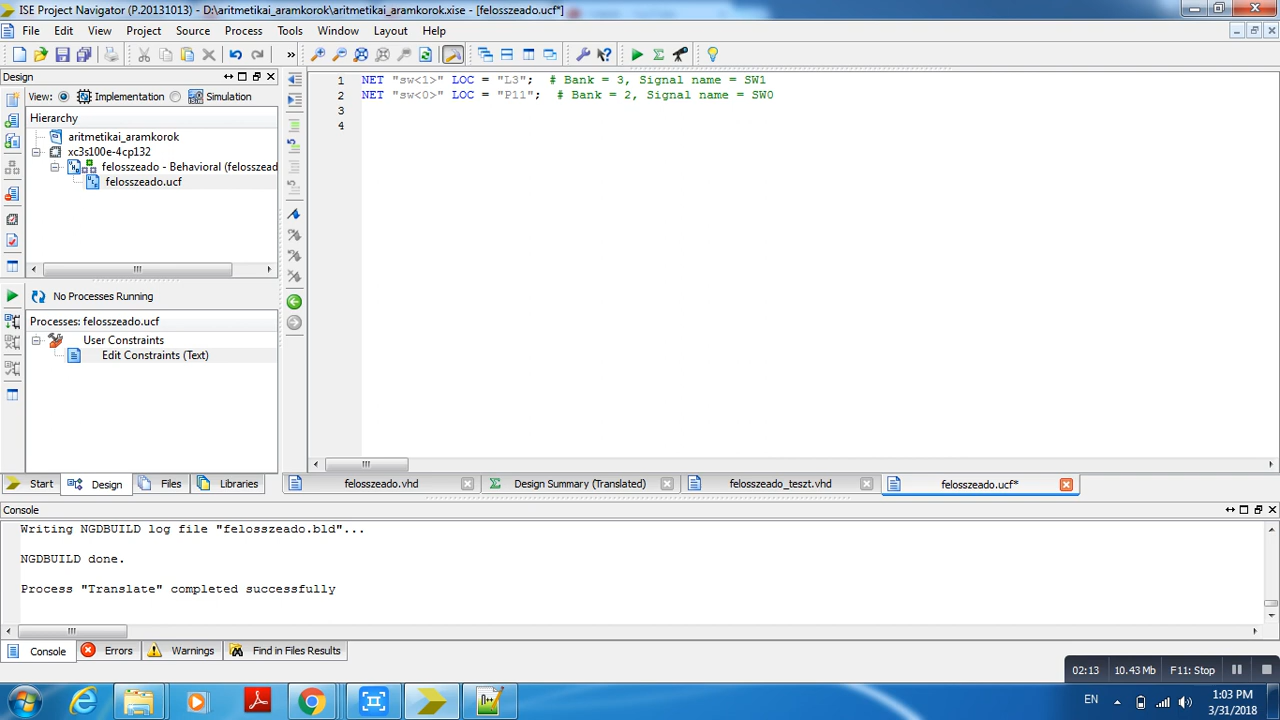 ISE Project Navigator (P.20131013) - D:\aritmetikai_aramkorok\aritmetikai_aramkorok.xise - [felosszeado.ucf*]
File Edit View Project Source Process Tools Window Layout Help
»
Design
View: Implementation Simulation
Hierarchy
aritmetikai_aramkorok
xc3s100e-4cp132
felosszeado - Behavioral (felosszead
felosszeado.ucf
No Processes Running
Processes: felosszeado.ucf
User Constraints
Edit Constraints (Text)
1 NET "sw<1>" LOC = "L3"; # Bank = 3, Signal name = SW1
2 NET "sw<0>" LOC = "P11"; # Bank = 2, Signal name = SW0
3
4
Start Design Files Libraries
felosszeado.vhd Design Summary (Translated) felosszeado_teszt.vhd felosszeado.ucf*
Console
Writing NGDBUILD log file "felosszeado.bld"...
NGDBUILD done.
Process "Translate" completed successfully
Console Errors Warnings Find in Files Results
02:13 10.43 Mb F11: Stop
EN 1:03 PM
3/31/2018